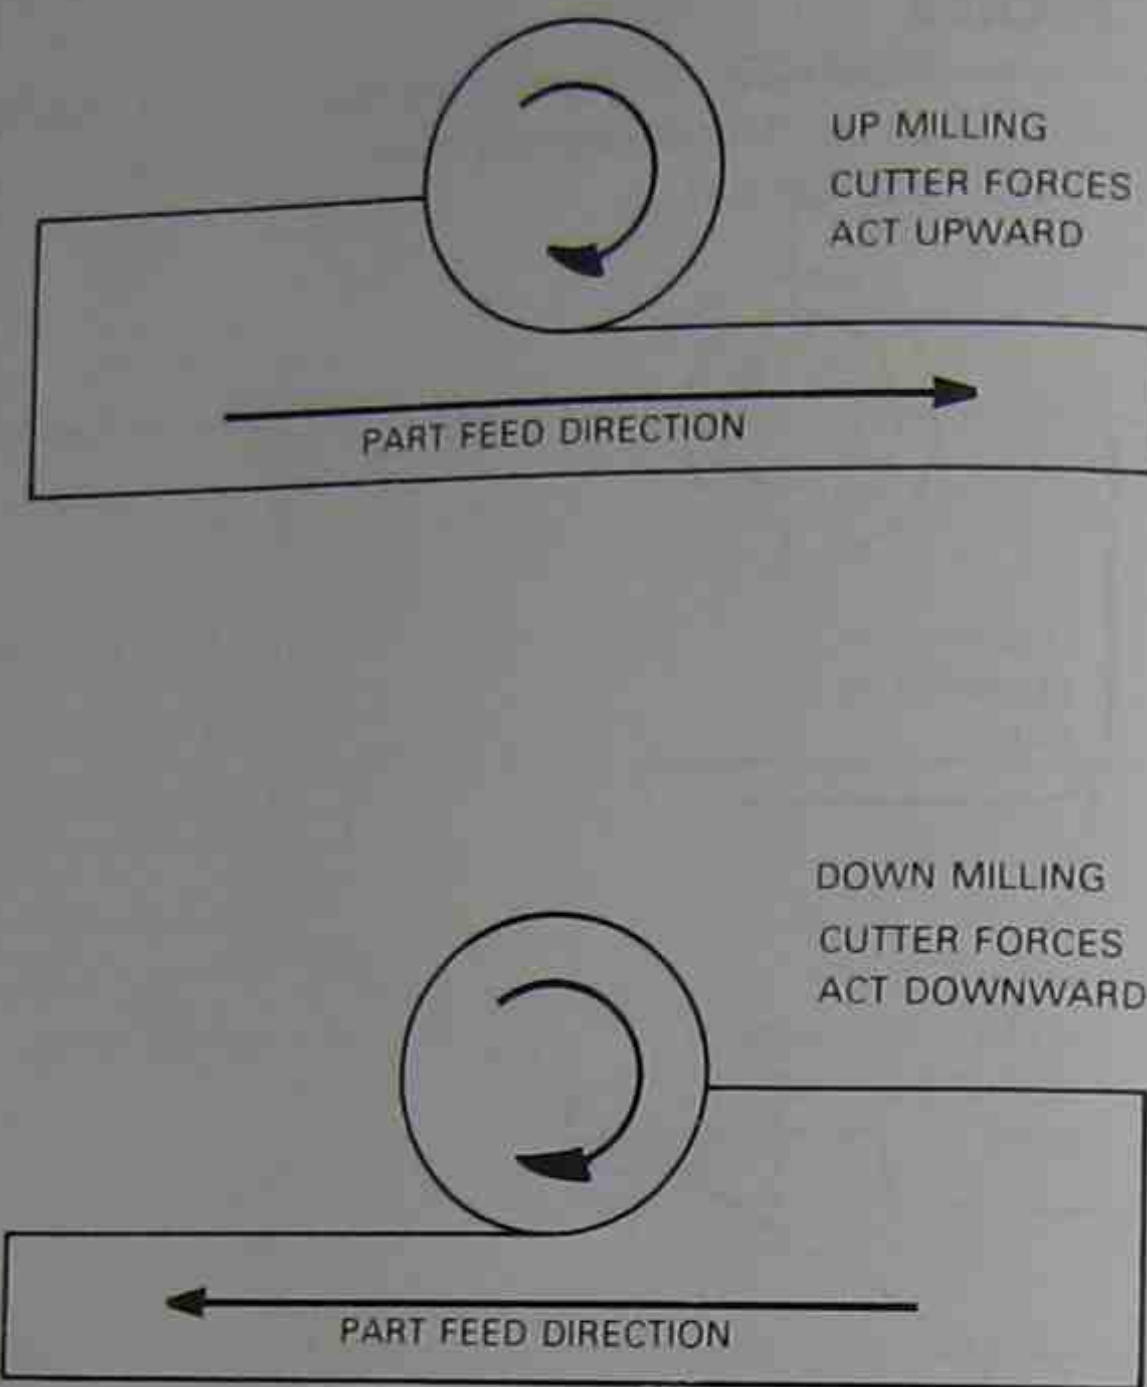 UP MILLING
CUTTER FORCES
ACT UPWARD
PART FEED DIRECTION
DOWN MILLING
CUTTER FORCES
ACT DOWNWARD
PART FEED DIRECTION